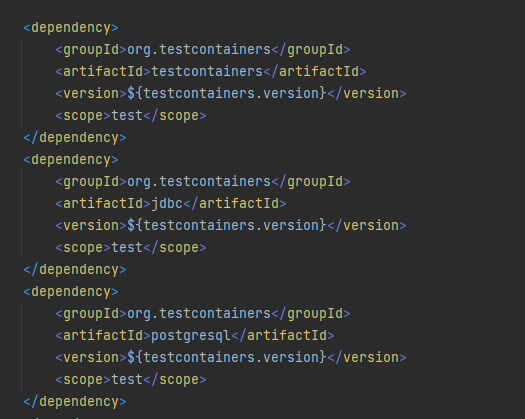 <dependency>
<groupId>org.testcontainers</groupId>
<artifactId>testcontainers</artifactId>
<version>${testcontainers.version}</version>
<scope>test</scope>
</dependency>
<dependency>
<groupId>org.testcontainers</groupId>
<artifactId>jdbc</artifactId>
<version>${testcontainers.version}</version>
<scope>test</scope>
</dependency>
<dependency>
<groupId>org.testcontainers</groupId>
<artifactId>postgresql</artifactId>
<version>${testcontainers.version}</version>
<scope>test</scope>
</dependency>